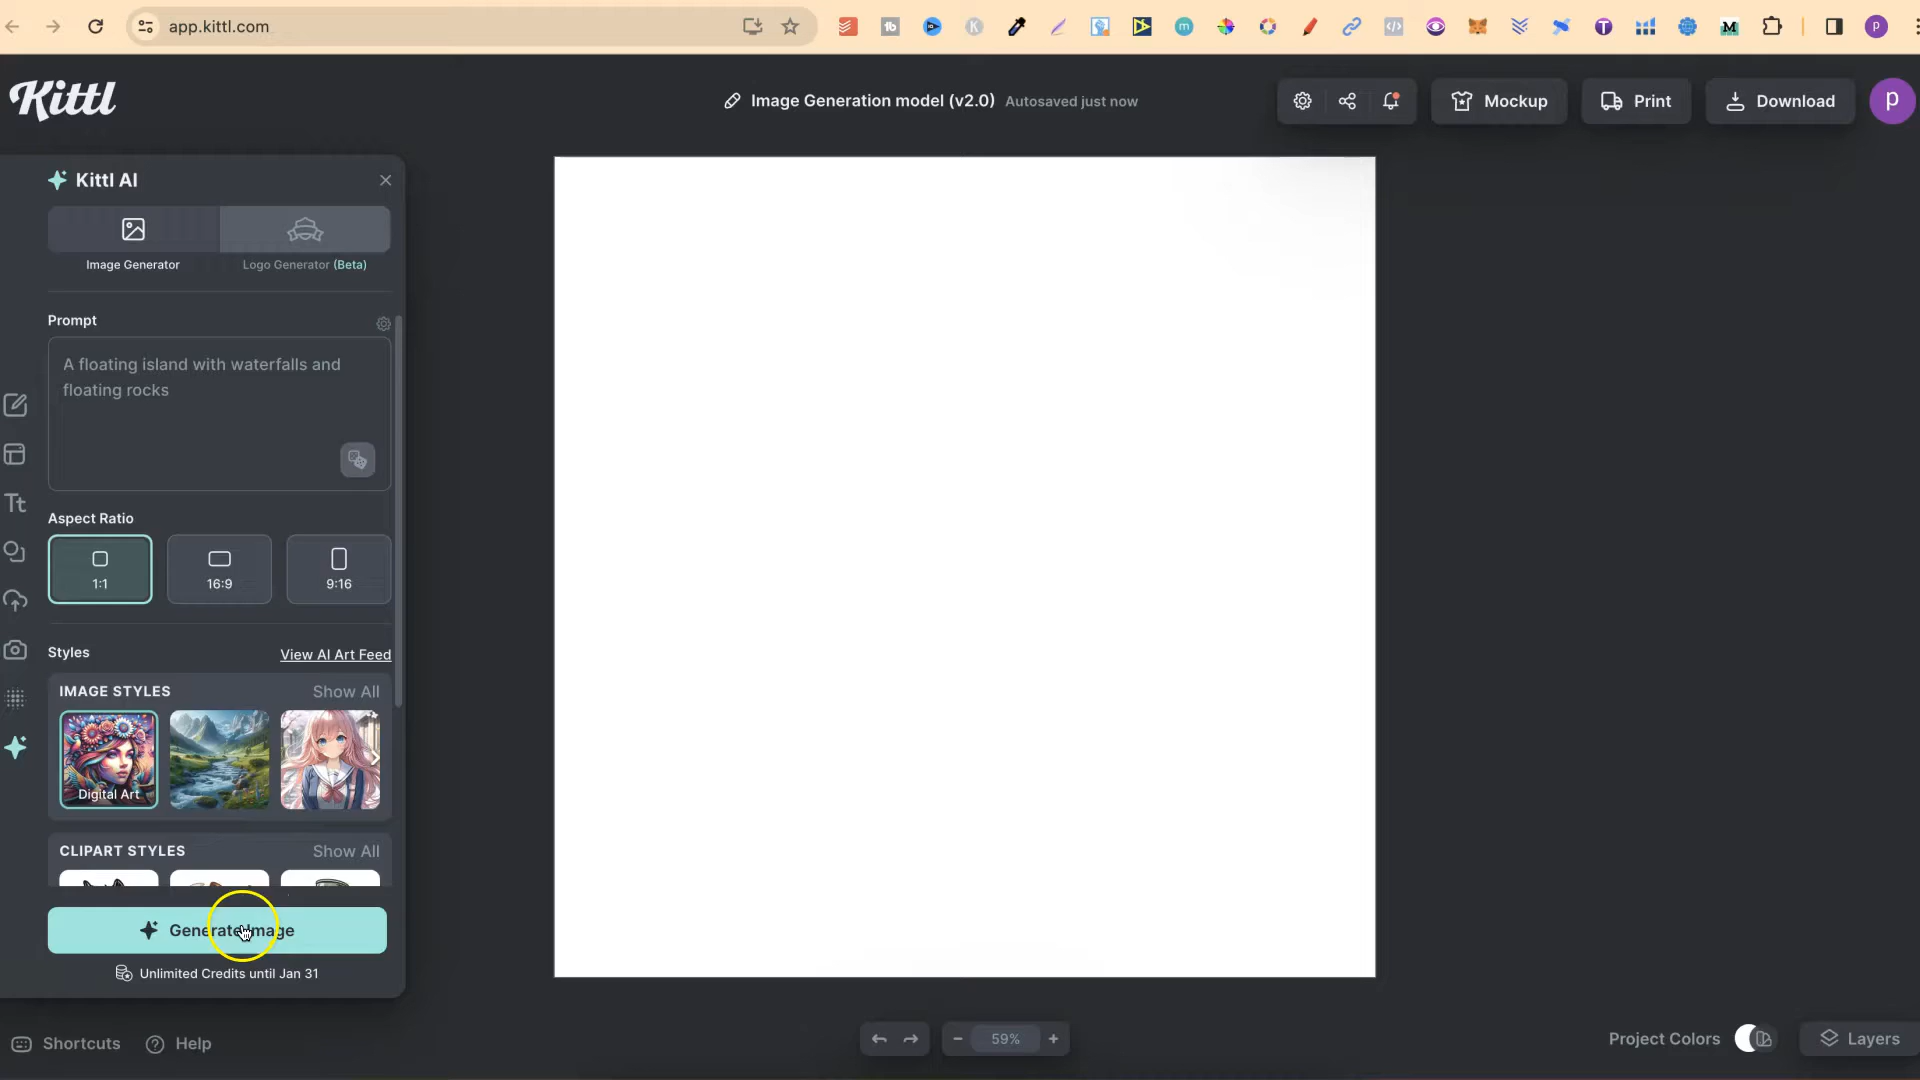 app.kittl.com
Kittl
Image Generation model (v2.0) Autosaved just now
Mockup
Print
Download
p
Kittl AI
Image Generator
Logo Generator (Beta)
Prompt
A floating island with waterfalls and
floating rocks
Aspect Ratio
1:1
16:9
9:16
Tt
Styles
View AI Art Feed
IMAGE STYLES
Show All
Digital Art
CLIPART STYLES
Show All
Generate Image
Unlimited Credits until Jan 31
Shortcuts
Help
59%
Project Colors
Layers